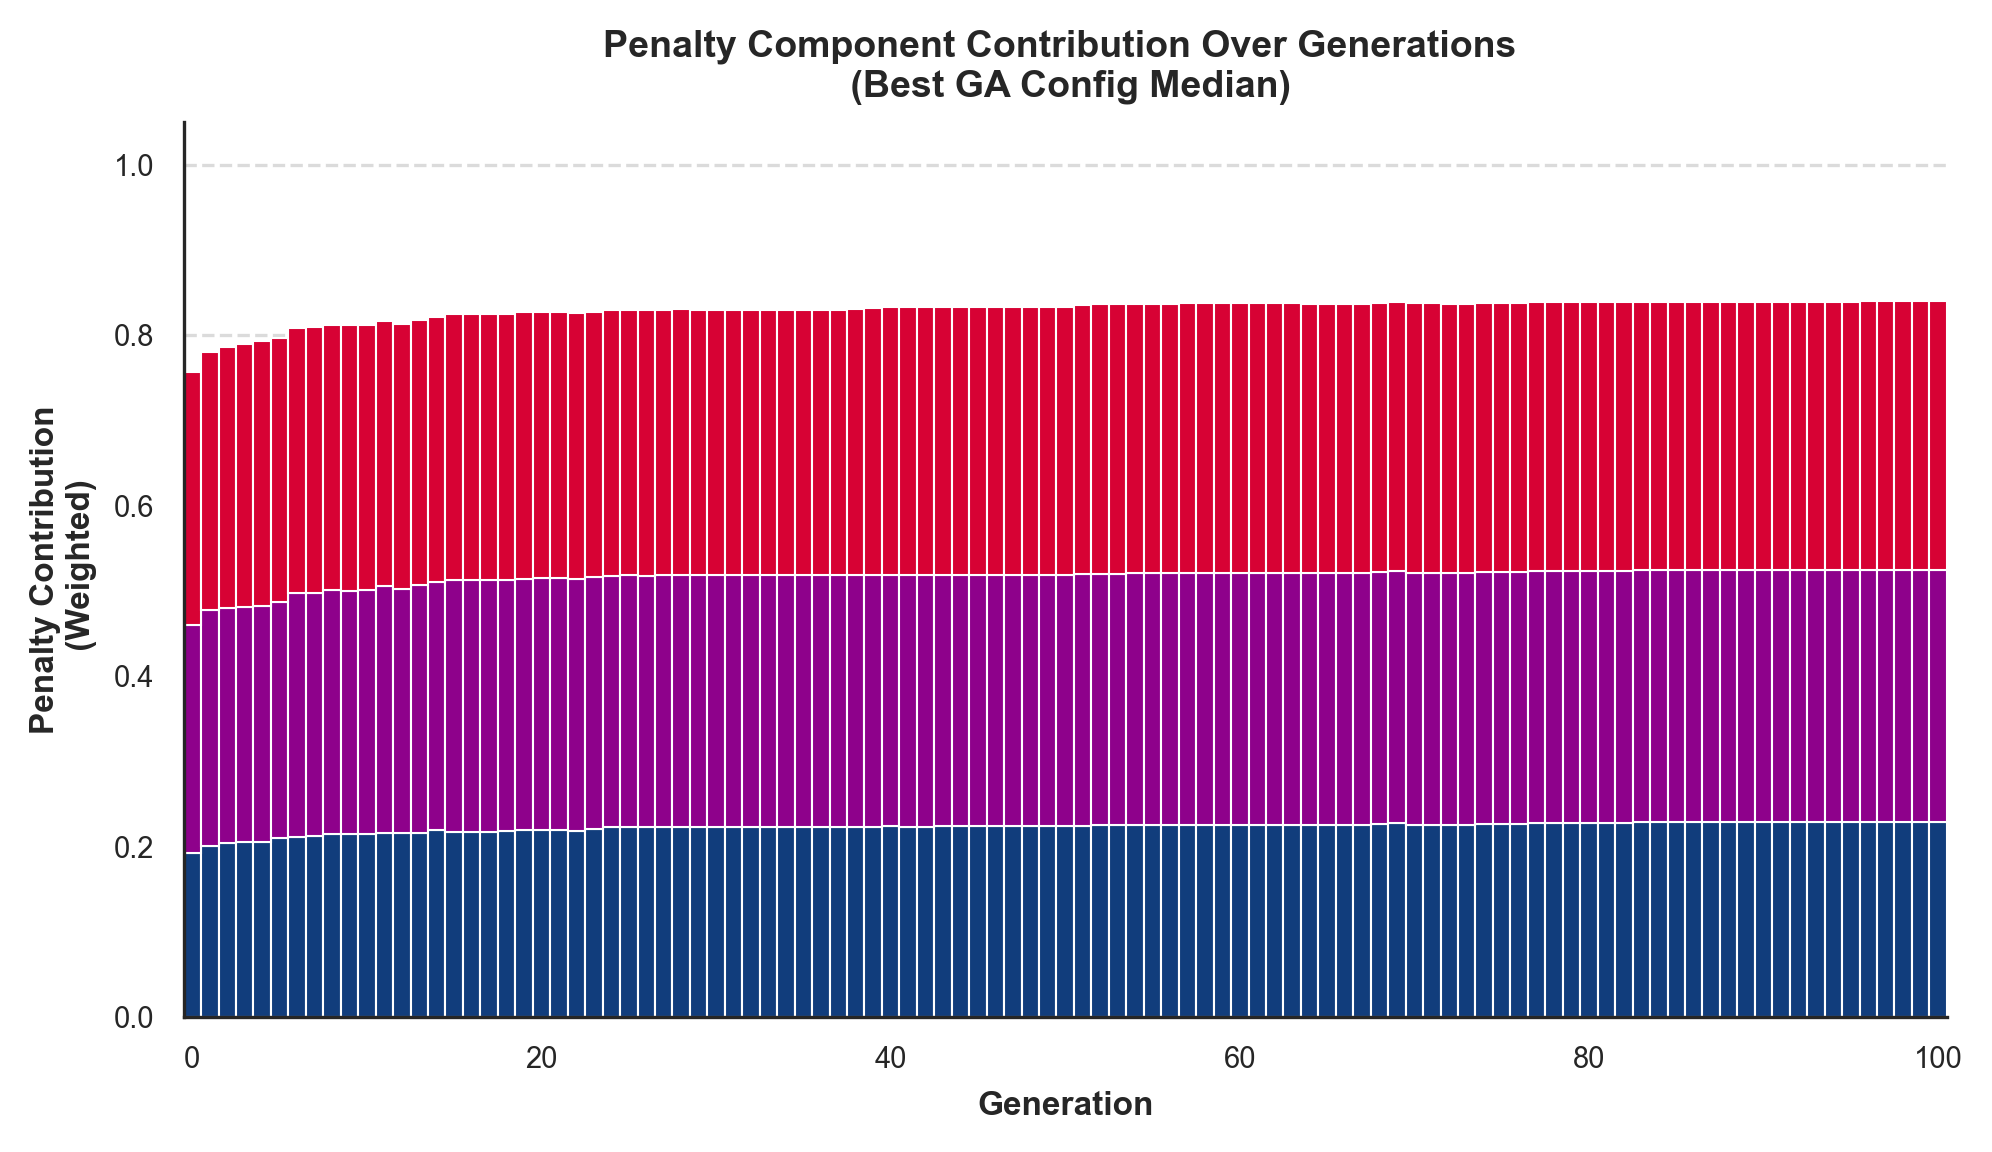 Penalty Component Contribution Over Generations
(Best GA Config Median)
1.0
0.8
0.6
0.4
0.2
0.0
Penalty Contribution
(Weighted)
0 20 40 60 80 100
Generation